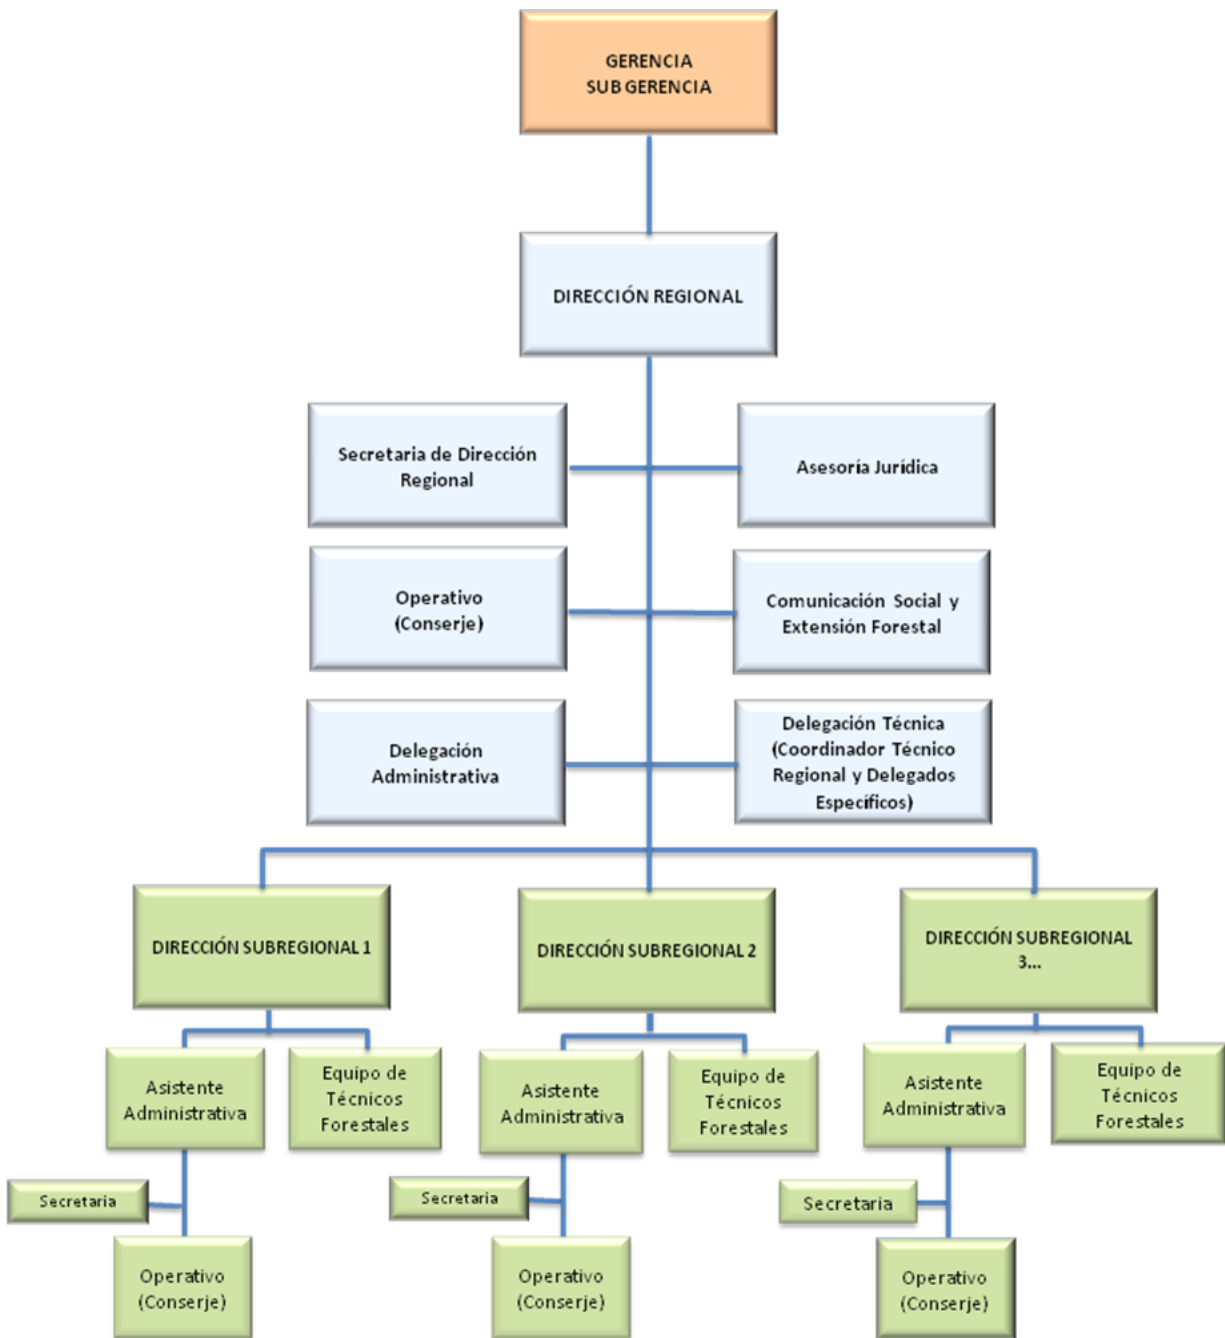 GERENCIA
SUB GERENCIA
DIRECCIÓN REGIONAL
Secretaria de Dirección
Regional
Asesoría Jurídica
Operativo
(Conserje)
Comunicación Social y
Extensión Forestal
Delegación
Administrativa
Delegación Técnica
(Coordinador Técnico
Regional y Delegados
Específicos)
DIRECCIÓN SUBREGIONAL 1
DIRECCIÓN SUBREGIONAL 2
DIRECCIÓN SUBREGIONAL
3...
Asistente
Administrativa
Equipo de
Técnicos
Forestales
Asistente
Administrativa
Equipo de
Técnicos
Forestales
Asistente
Administrativa
Equipo de
Técnicos
Forestales
Secretaria
Secretaria
Secretaria
Operativo
(Conserje)
Operativo
(Conserje)
Operativo
(Conserje)